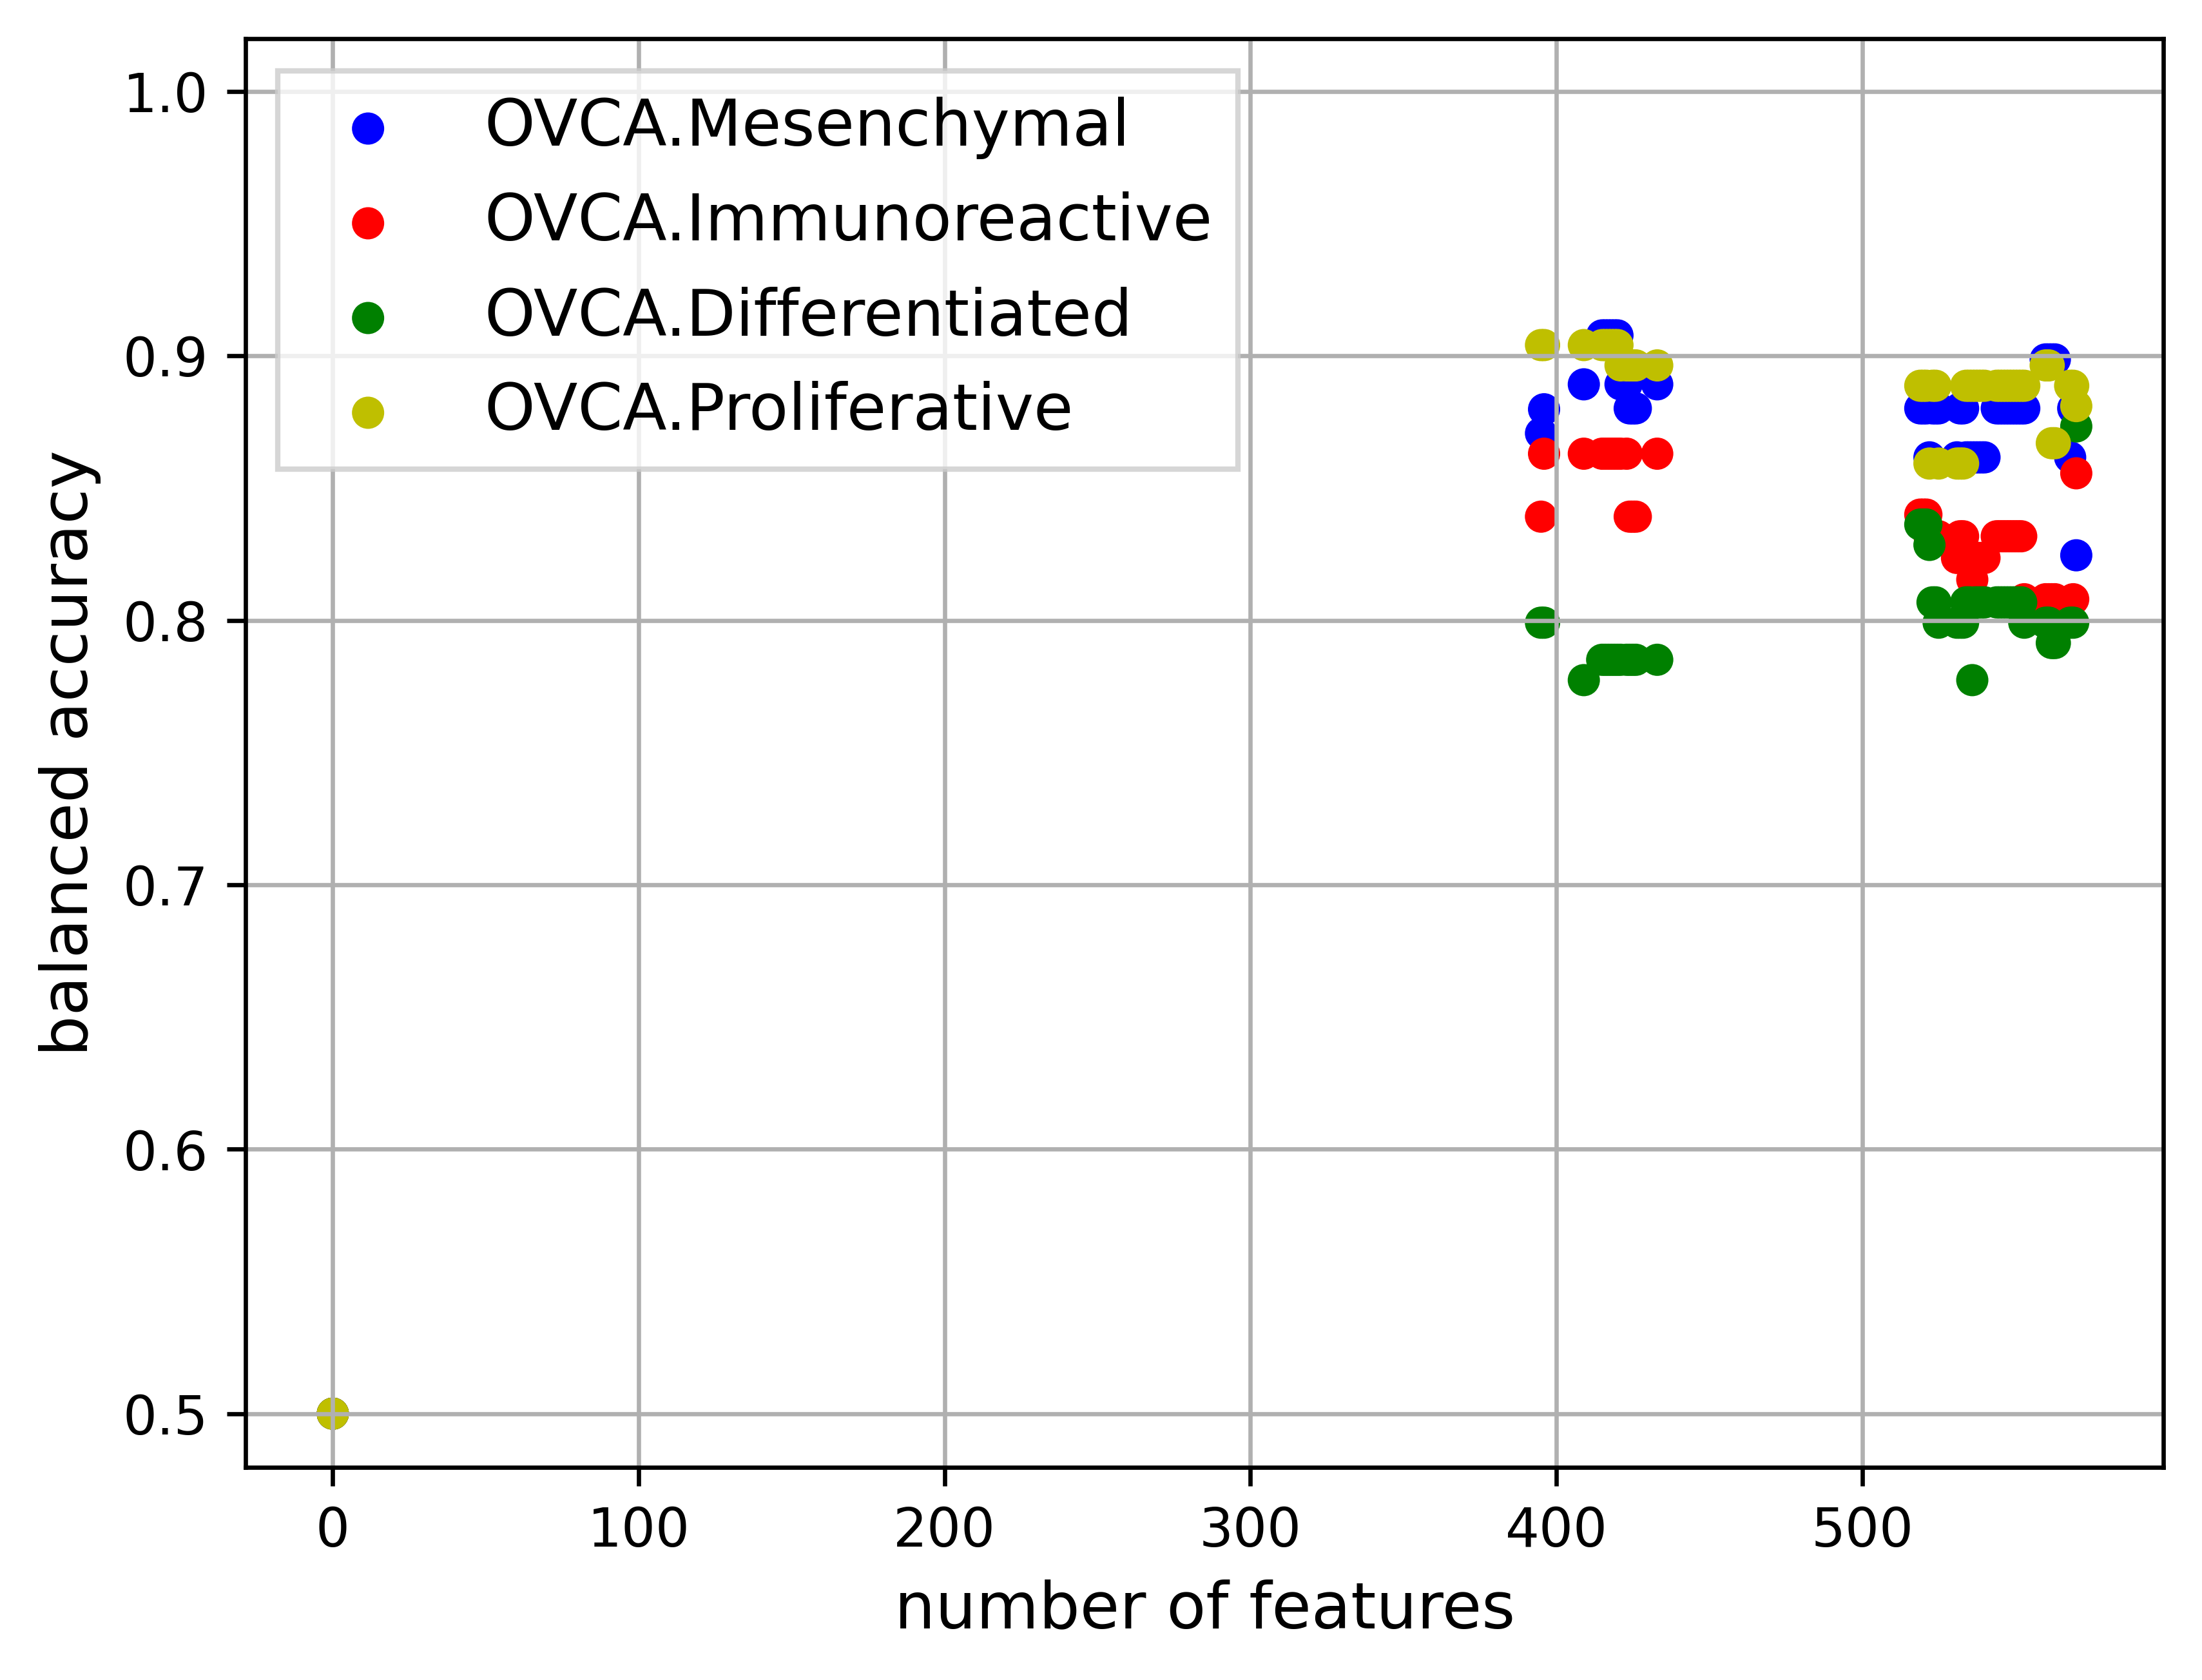 OVCA.Mesenchymal
OVCA.Immunoreactive
OVCA.Differentiated
OVCA.Proliferative
balanced accuracy
1.0
0.9
0.8
0.7
0.6
0.5
0 100 200 300 400 500
number of features